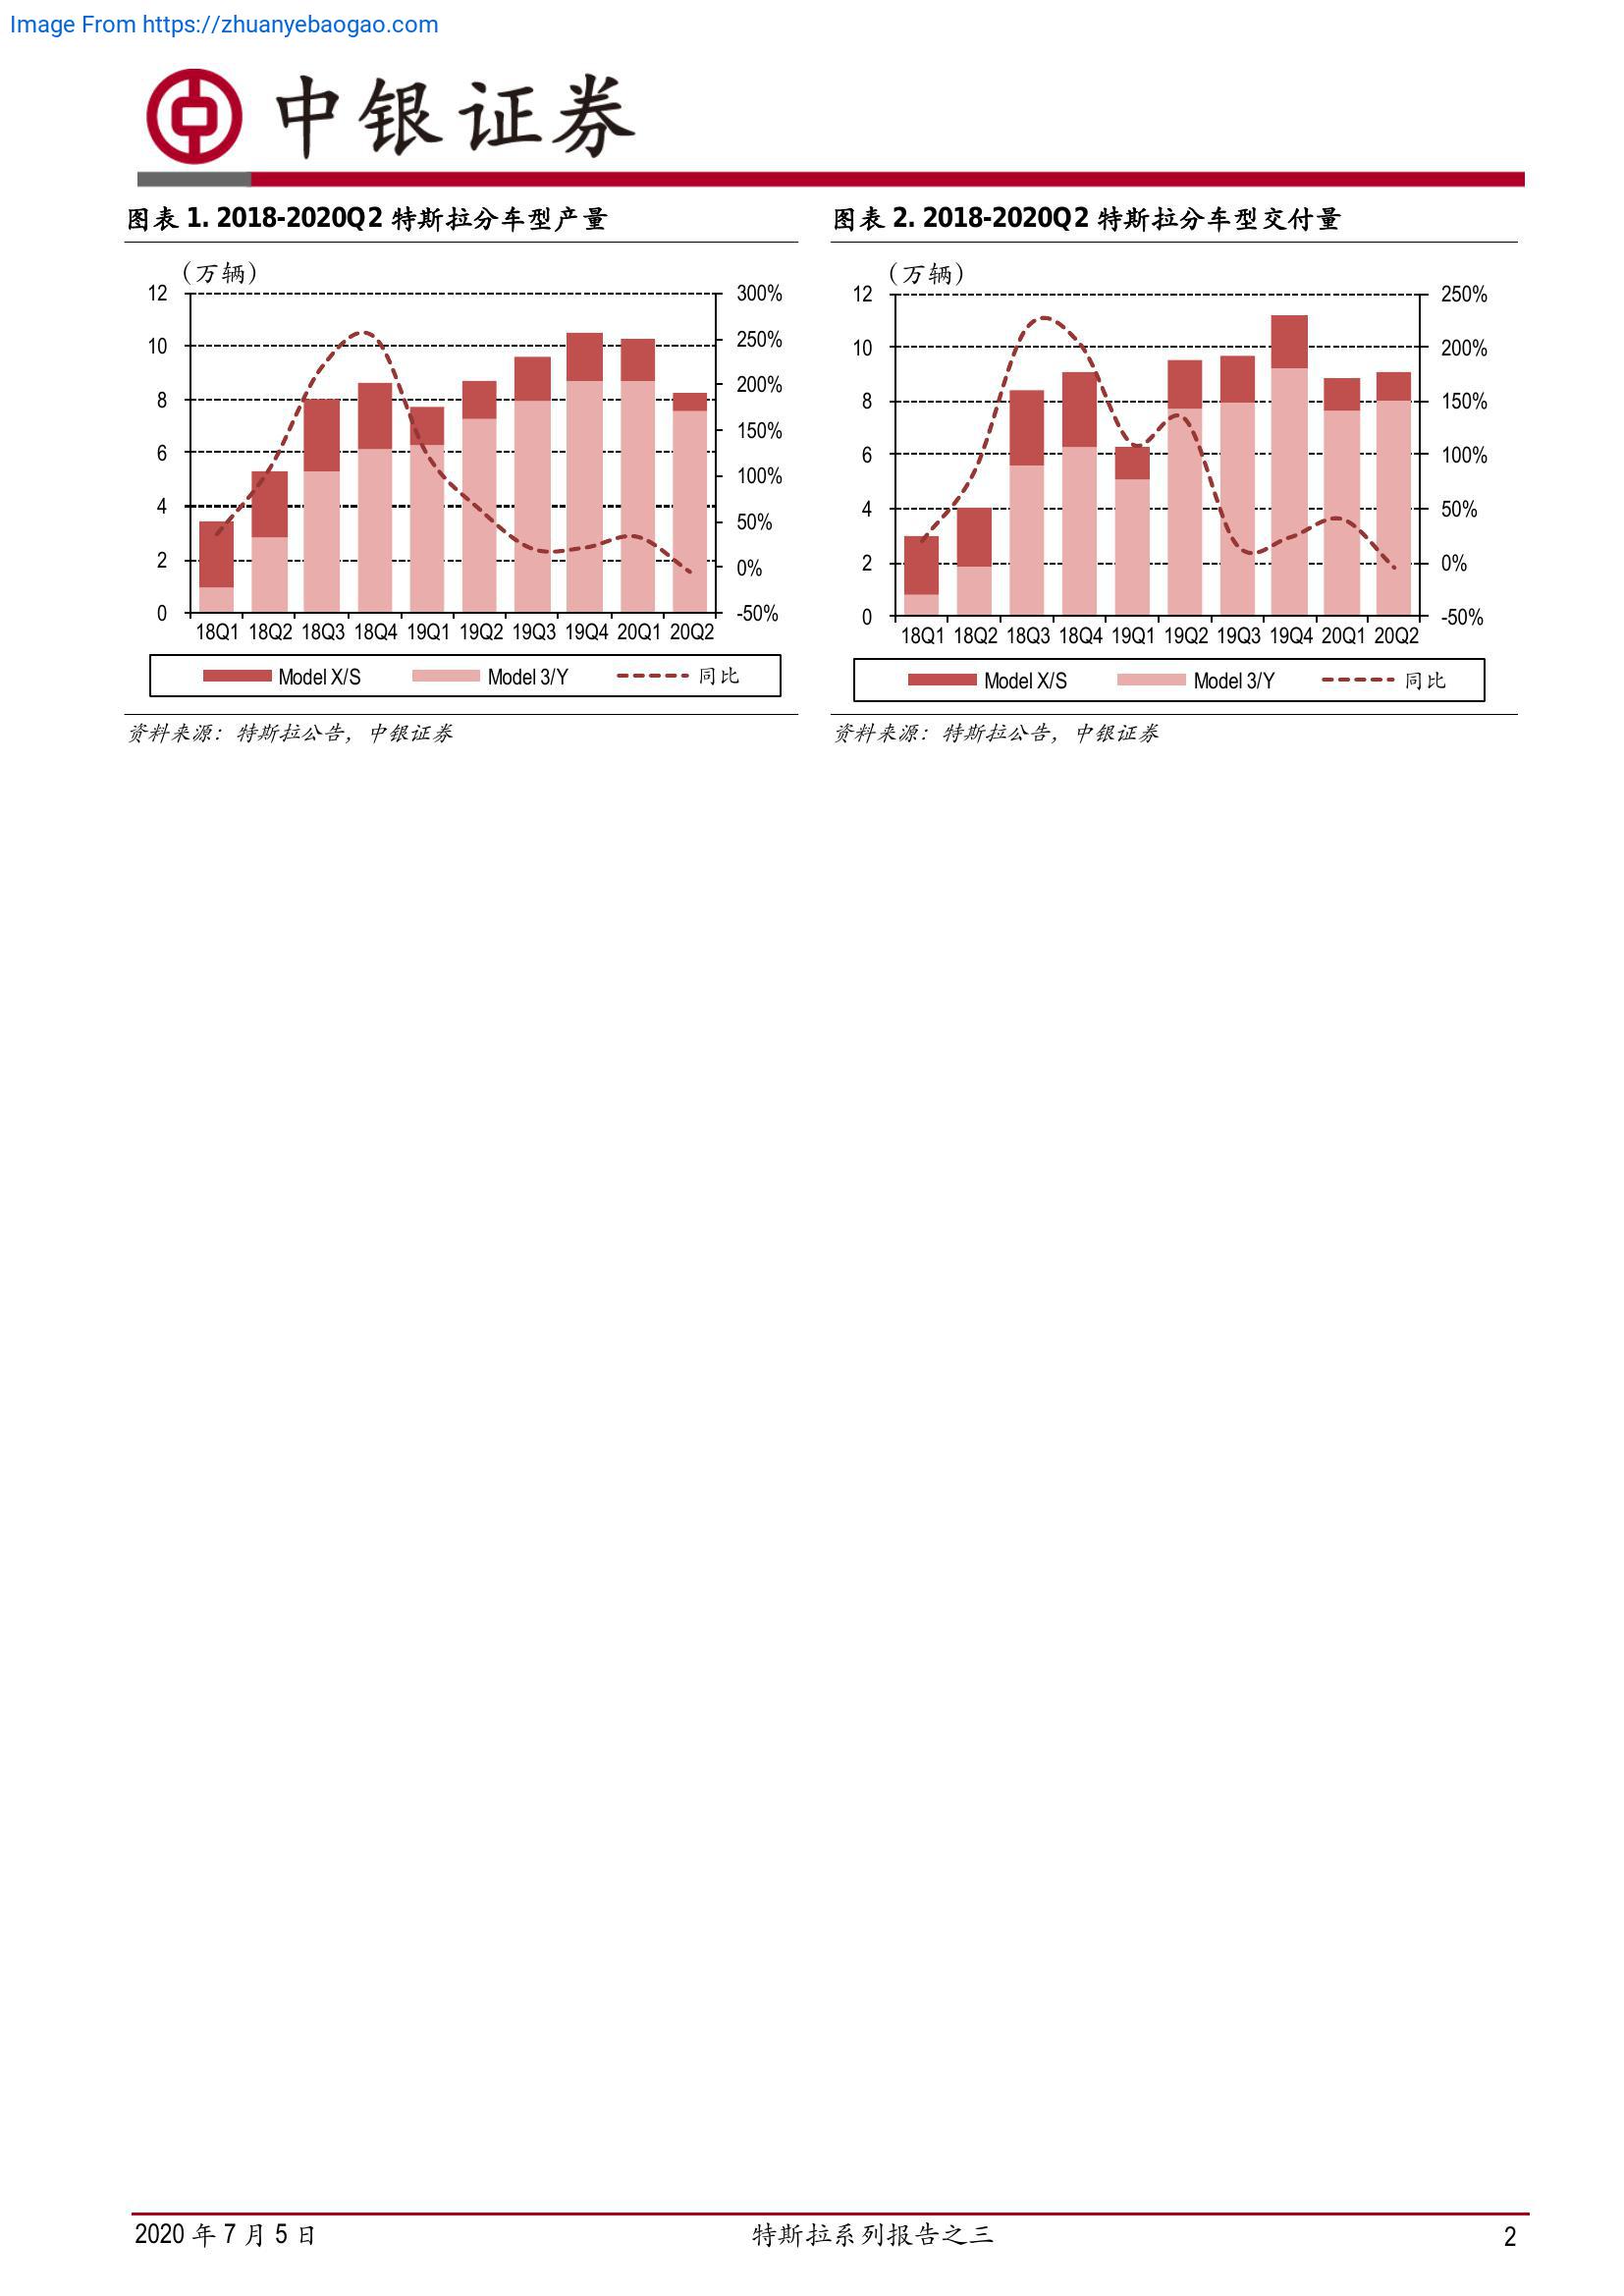 Image From https://zhuanyebaogao.com
中银证券
图表 1. 2018-2020Q2 特斯拉分车型产量
(万辆)
12
10
8
6
4
2
0
300%
250%
200%
150%
100%
50%
0%
-50%
18Q1 18Q2 18Q3 18Q4 19Q1 19Q2 19Q3 19Q4 20Q1 20Q2
Model X/S Model 3/Y 同比
资料来源：特斯拉公告，中银证券
图表 2. 2018-2020Q2 特斯拉分车型交付量
(万辆)
12
10
8
6
4
2
0
250%
200%
150%
100%
50%
0%
-50%
18Q1 18Q2 18Q3 18Q4 19Q1 19Q2 19Q3 19Q4 20Q1 20Q2
Model X/S Model 3/Y 同比
资料来源：特斯拉公告，中银证券
2020 年 7 月 5 日 特斯拉系列报告之三 2